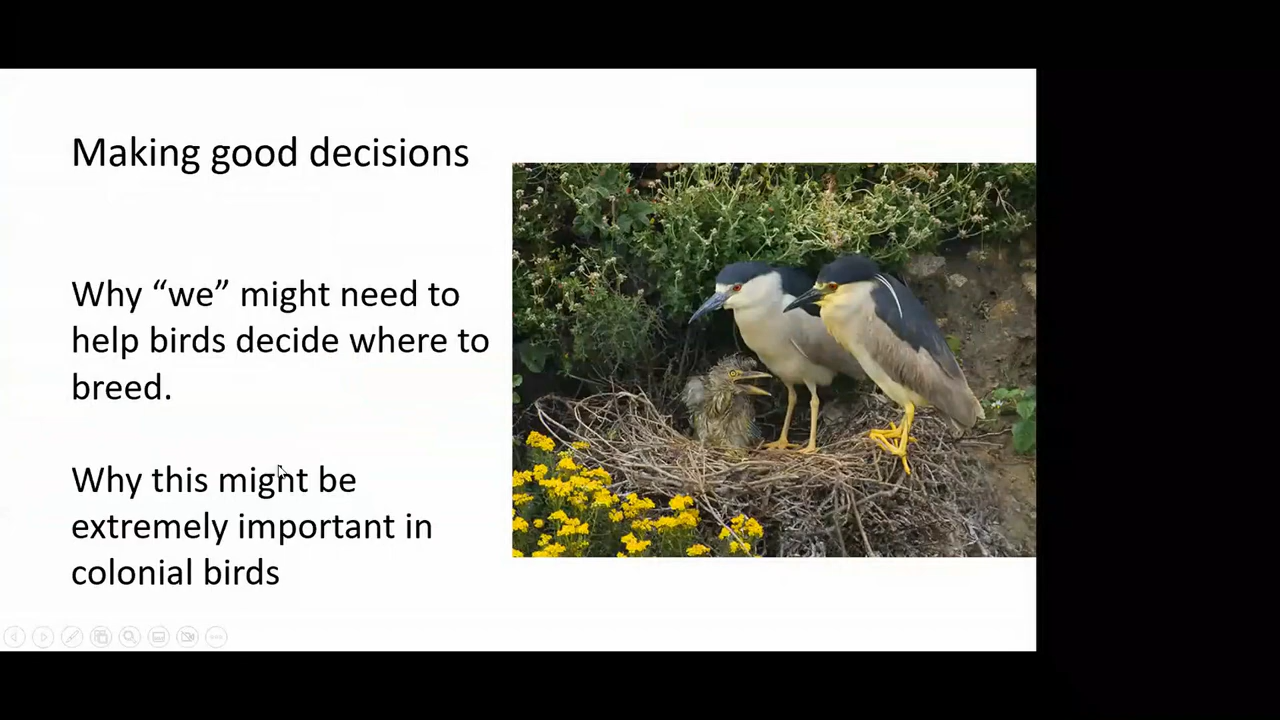 Making good decisions
Why “we” might need to
help birds decide where to
breed.
Why this might be
extremely important in
colonial birds